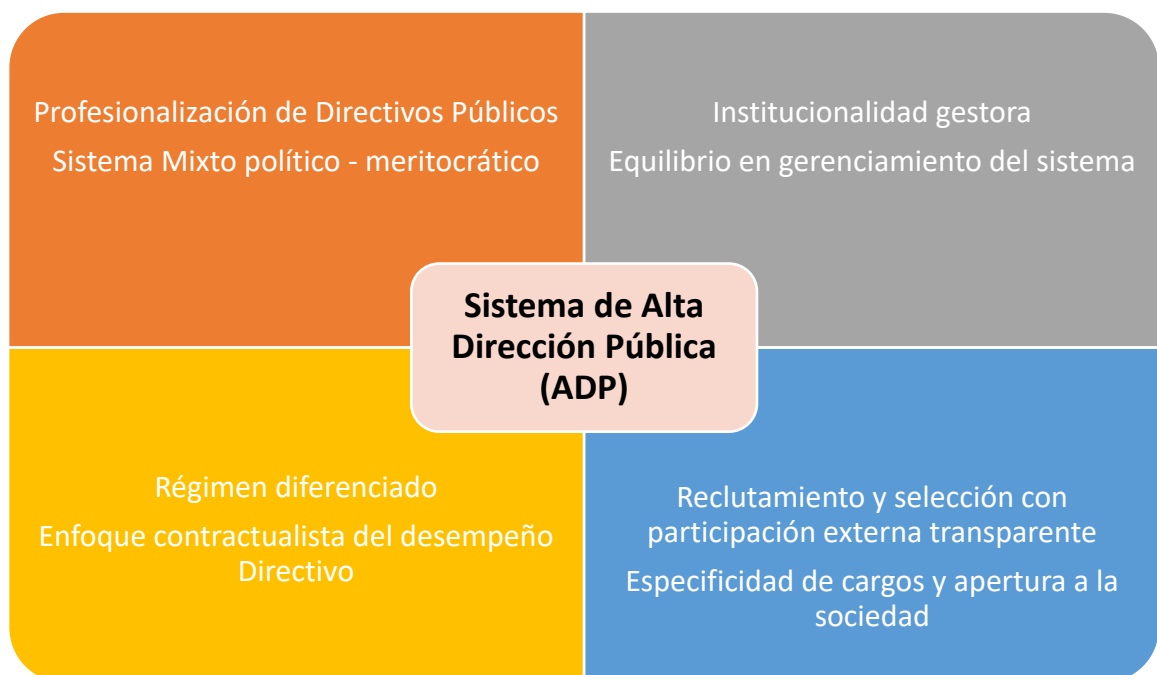 Profesionalización de Directivos Públicos
Sistema Mixto político - meritocrático
Institucionalidad gestora
Equilibrio en gerenciamiento del sistema
Sistema de Alta
Dirección Pública
(ADP)
Régimen diferenciado
Enfoque contractualista del desempeño
Directivo
Reclutamiento y selección con
participación externa transparente
Especificidad de cargos y apertura a la
sociedad